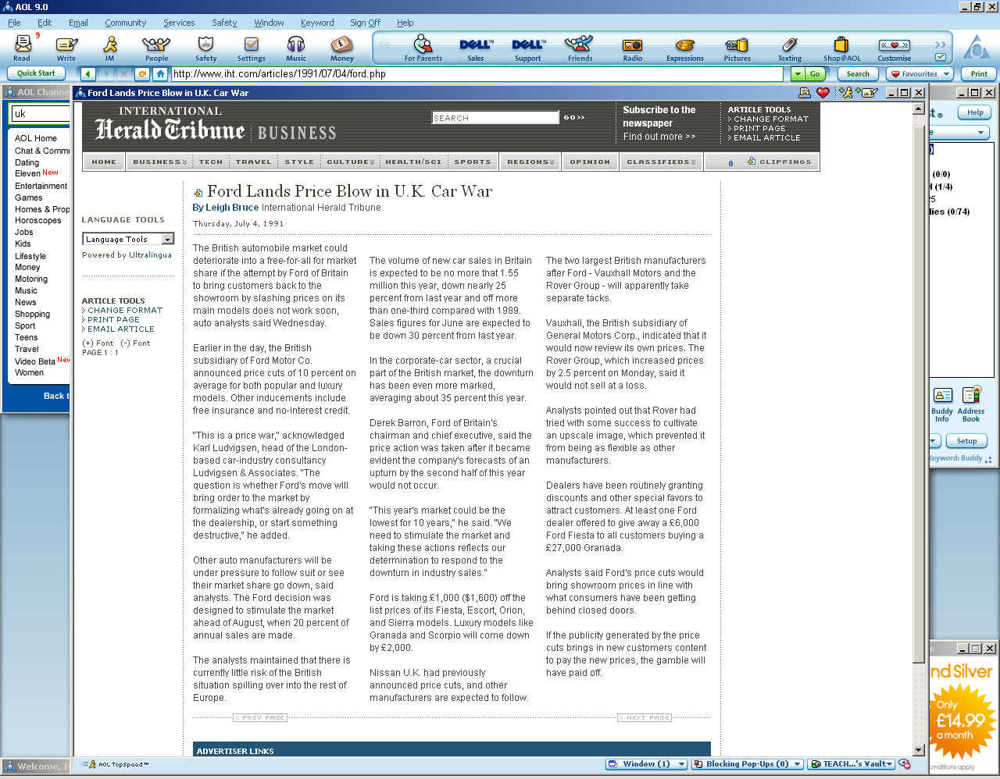 AOL 9.0
File Edit Email Community Services Safety Window Keyword Sign Off Help
9
Read Write IM People Safety Settings Music Money For Parents Sales Support Friends Radio Expressions Pictures Texting Shop@AOL Customise
DELL™ DELL™
Quick Start http://www.iht.com/articles/1991/07/04/ford.php Go Search Favourites Print
AOL Channe
uk
AOL Home
Chat & Commu
Dating
Eleven New
Entertainment
Games
Homes & Prop
Horoscopes
Jobs
Kids
Lifestyle
Money
Motoring
Music
News
Shopping
Sport
Teens
Travel
Video Beta New
Women
Back t
Ford Lands Price Blow in U.K. Car War
INTERNATIONAL
Herald Tribune BUSINESS
SEARCH GO>>
Subscribe to the
newspaper
Find out more >>
ARTICLE TOOLS
> CHANGE FORMAT
> PRINT PAGE
> EMAIL ARTICLE
HOME BUSINESS TECH TRAVEL STYLE CULTURE HEALTH/SCI SPORTS REGIONS OPINION CLASSIFIEDS 0 CLIPPINGS
LANGUAGE TOOLS
Language Tools
Powered by Ultralingua
ARTICLE TOOLS
> CHANGE FORMAT
> PRINT PAGE
> EMAIL ARTICLE
(+) Font (-) Font
PAGE 1 : 1
Ford Lands Price Blow in U.K. Car War
By Leigh Bruce International Herald Tribune
Thursday, July 4, 1991
The British automobile market could
deteriorate into a free-for-all for market
share if the attempt by Ford of Britain
to bring customers back to the
showroom by slashing prices on its
main models does not work soon,
auto analysts said Wednesday.
Earlier in the day, the British
subsidiary of Ford Motor Co.
announced price cuts of 10 percent on
average for both popular and luxury
models. Other inducements include
free insurance and no-interest credit.
"This is a price war," acknowledged
Karl Ludvigsen, head of the London-
based car-industry consultancy
Ludvigsen & Associates. "The
question is whether Ford's move will
bring order to the market by
formalizing what's already going on at
the dealership, or start something
destructive," he added.
Other auto manufacturers will be
under pressure to follow suit or see
their market share go down, said
analysts. The Ford decision was
designed to stimulate the market
ahead of August, when 20 percent of
annual sales are made.
The analysts maintained that there is
currently little risk of the British
situation spilling over into the rest of
Europe.
The volume of new car sales in Britain
is expected to be no more that 1.55
million this year, down nearly 25
percent from last year and off more
than one-third compared with 1989.
Sales figures for June are expected to
be down 30 percent from last year.
In the corporate-car sector, a crucial
part of the British market, the downturn
has been even more marked,
averaging about 35 percent this year.
Derek Barron, Ford of Britain's
chairman and chief executive, said the
price action was taken after it became
evident the company's forecasts of an
upturn by the second half of this year
would not occur.
"This year's market could be the
lowest for 10 years," he said. "We
need to stimulate the market and
taking these actions reflects our
determination to respond to the
downturn in industry sales."
Ford is taking £1,000 ($1,600) off the
list prices of its Fiesta, Escort, Orion,
and Sierra models. Luxury models like
Granada and Scorpio will come down
by £2,000.
Nissan U.K. had previously
announced price cuts, and other
manufacturers are expected to follow.
The two largest British manufacturers
after Ford - Vauxhall Motors and the
Rover Group - will apparently take
separate tacks.
Vauxhall, the British subsidiary of
General Motors Corp., indicated that it
would now review its own prices. The
Rover Group, which increased prices
by 2.5 percent on Monday, said it
would not sell at a loss.
Analysts pointed out that Rover had
tried with some success to cultivate
an upscale image, which prevented it
from being as flexible as other
manufacturers.
Dealers have been routinely granting
discounts and other special favors to
attract customers. At least one Ford
dealer offered to give away a £6,000
Ford Fiesta to all customers buying a
£27,000 Granada.
Analysts said Ford's price cuts would
bring showroom prices in line with
what consumers have been getting
behind closed doors.
If the publicity generated by the price
cuts brings in new customers content
to pay the new prices, the gamble will
have paid off.
< PREV PAGE > NEXT PAGE
ADVERTISER LINKS
st ® Help
e
(0/0)
H (1/4)
25
lies (0/74)
Buddy Info
Address Book
Setup
Keyword: Buddy
s
nd Silver
Only
£14.99
a month
onditions apply
Welcome, T
AOL TopSpeed™ Window (1) Blocking Pop-Ups (0) TEACH...'s Vault